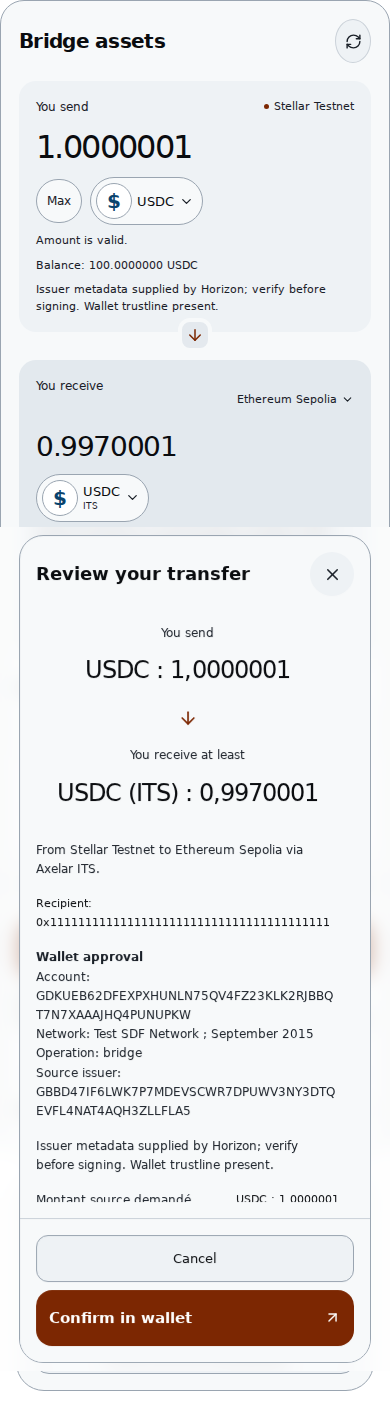 Bridge assets
You send
Stellar Testnet
1.0000001
Max
$ USDC
Amount is valid.
Balance: 100.0000000 USDC
Issuer metadata supplied by Horizon; verify before
signing. Wallet trustline present.
You receive
Ethereum Sepolia
0.9970001
$ USDC
ITS
Review your transfer
You send
USDC : 1,0000001
You receive at least
USDC (ITS) : 0,9970001
From Stellar Testnet to Ethereum Sepolia via
Axelar ITS.
Recipient:
0x1111111111111111111111111111111111111111
Wallet approval
Account:
GDKUEB62DFEXPXHUNLN75QV4FZ23KLK2RJBBQ
T7N7XAAAJHQ4PUNUPKW
Network: Test SDF Network ; September 2015
Operation: bridge
Source issuer:
GBBD47IF6LWK7P7MDEVSCWR7DPUWV3NY3DTQ
EVFL4NAT4AQH3ZLLFLA5
Issuer metadata supplied by Horizon; verify
before signing. Wallet trustline present.
Montant source demandé
USDC : 1,0000001
Cancel
Confirm in wallet